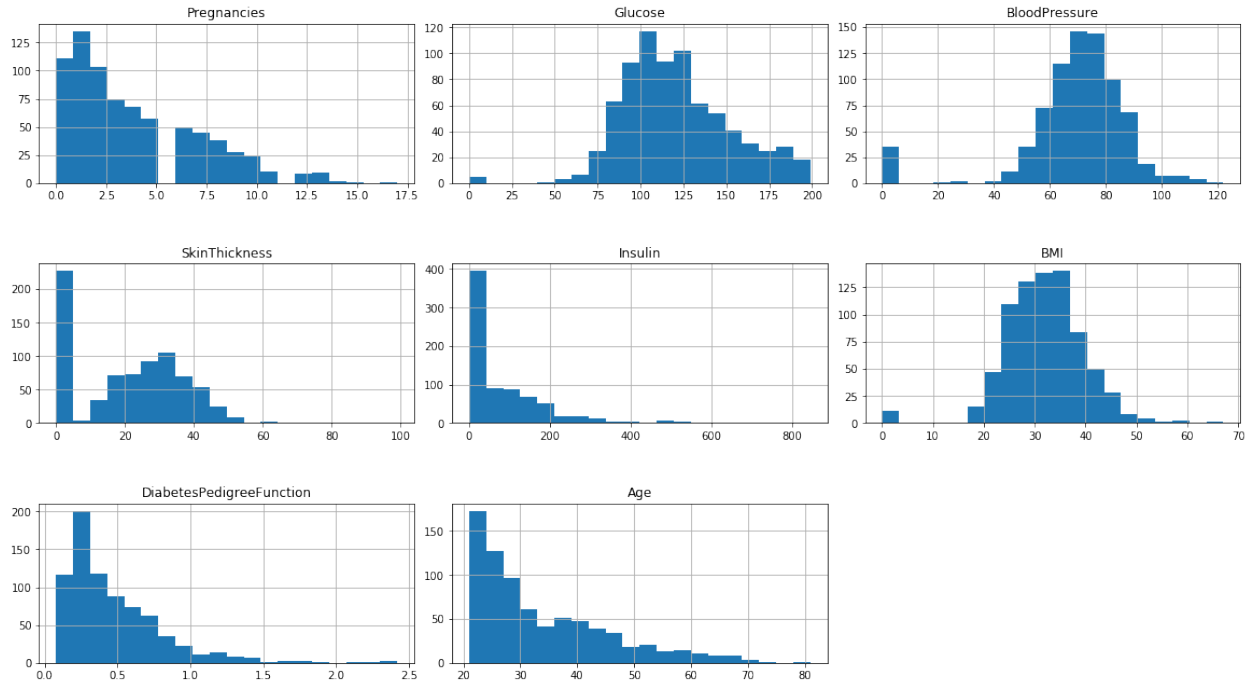 Pregnancies
125
100
75
50
25
0
0.0 2.5 5.0 7.5 10.0 12.5 15.0 17.5
Glucose
120
100
80
60
40
20
0
0 25 50 75 100 125 150 175 200
BloodPressure
150
125
100
75
50
25
0
0 20 40 60 80 100 120
SkinThickness
200
150
100
50
0
0 20 40 60 80 100
Insulin
400
300
200
100
0
0 200 400 600 800
BMI
125
100
75
50
25
0
0 10 20 30 40 50 60 70
DiabetesPedigreeFunction
200
150
100
50
0
0.0 0.5 1.0 1.5 2.0 2.5
Age
150
100
50
0
20 30 40 50 60 70 80